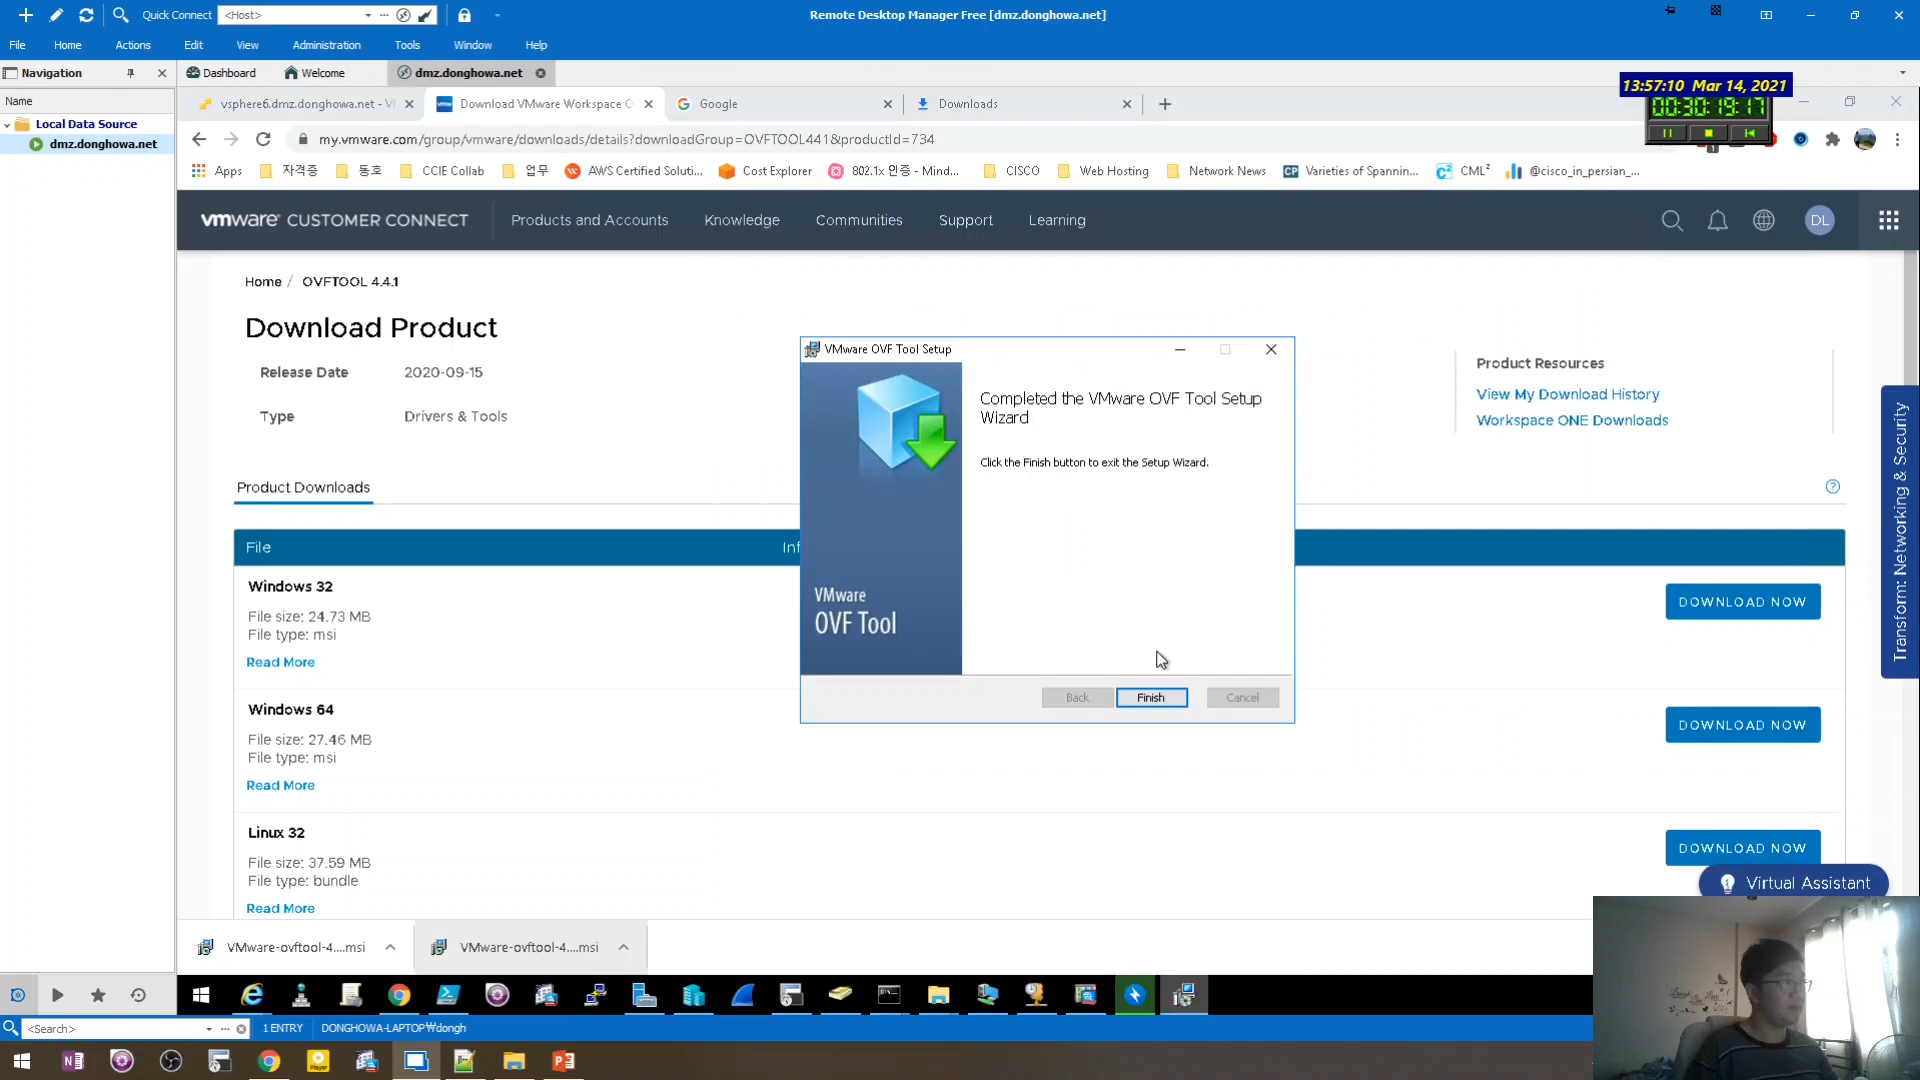 Quick Connect <Host>
Remote Desktop Manager Free [dmz.donghowa.net]
File Home Actions Edit View Administration Tools Window Help
Navigation
Dashboard Welcome dmz.donghowa.net
13:57:10 Mar 14, 2021
00:30:19:17
Name
Local Data Source
dmz.donghowa.net
vsphere6.dmz.donghowa.net - VM
Download VMware Workspace O
Google
Downloads
my.vmware.com/group/vmware/downloads/details?downloadGroup=OVFTOOL441&productId=734
1
Apps 자격증 통호 CCIE Collab 업무 AWS Certified Soluti... Cost Explorer 802.1x 인증 - Mind... CISCO Web Hosting Network News CP Varieties of Spannin... CML² @cisco_in_persian_...
vmware CUSTOMER CONNECT Products and Accounts Knowledge Communities Support Learning DL
Home / OVFTOOL 4.4.1
Download Product
Release Date 2020-09-15
Type Drivers & Tools
Product Resources
View My Download History
Workspace ONE Downloads
Transform: Networking & Security
Product Downloads
File Inf
Windows 32
File size: 24.73 MB
File type: msi
Read More
DOWNLOAD NOW
Windows 64
File size: 27.46 MB
File type: msi
Read More
DOWNLOAD NOW
Linux 32
File size: 37.59 MB
File type: bundle
Read More
DOWNLOAD NOW
Virtual Assistant
VMware OVF Tool Setup
Completed the VMware OVF Tool Setup
Wizard
Click the Finish button to exit the Setup Wizard.
VMware
OVF Tool
Back Finish Cancel
VMware-ovftool-4....msi
VMware-ovftool-4....msi
<Search> 1 ENTRY DONGHOWA-LAPTOP₩dongh